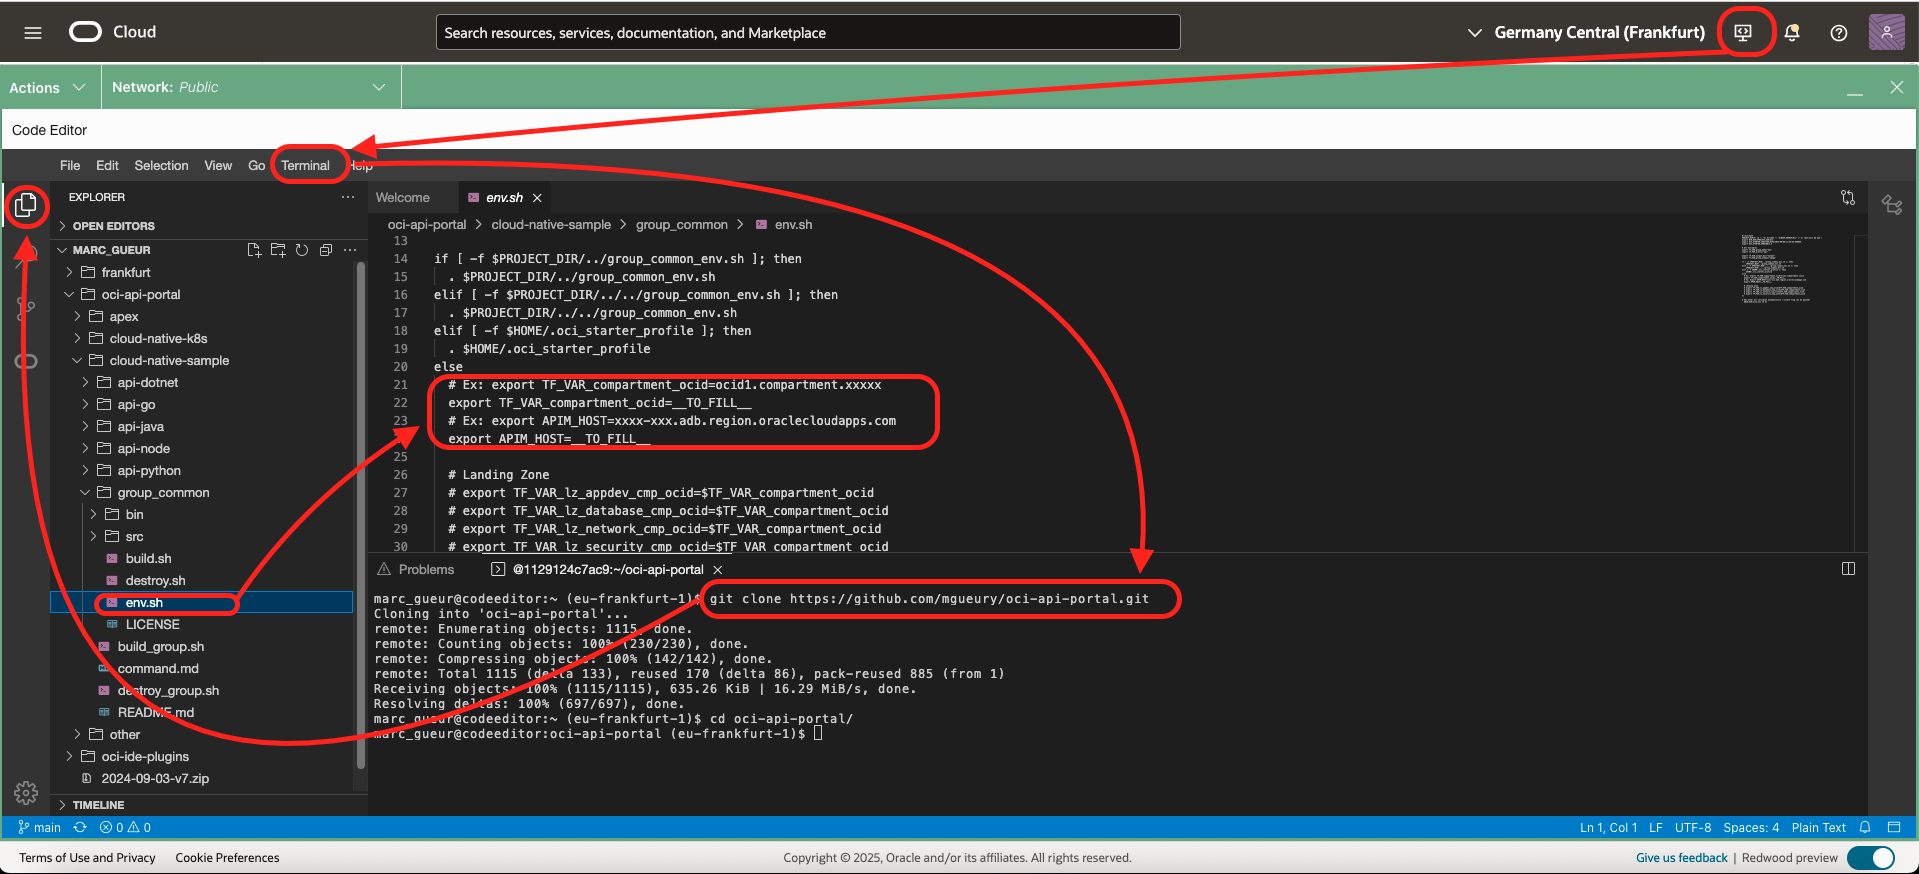 Cloud
Search resources, services, documentation, and Marketplace
Germany Central (Frankfurt)
Actions
Network: Public
Code Editor
File Edit Selection View Go Terminal Help
EXPLORER
OPEN EDITORS
MARC_GUEUR
frankfurt
oci-api-portal
apex
cloud-native-k8s
cloud-native-sample
api-dotnet
api-go
api-java
api-node
api-python
group_common
bin
src
build.sh
destroy.sh
env.sh
LICENSE
build_group.sh
command.md
destroy_group.sh
README.md
other
oci-ide-plugins
2024-09-03-v7.zip
TIMELINE
Welcome env.sh
oci-api-portal > cloud-native-sample > group_common > env.sh
13
14 if [ -f $PROJECT_DIR/../group_common_env.sh ]; then
15 . $PROJECT_DIR/../group_common_env.sh
16 elif [ -f $PROJECT_DIR/../../group_common_env.sh ]; then
17 . $PROJECT_DIR/../../group_common_env.sh
18 elif [ -f $HOME/.oci_starter_profile ]; then
19 . $HOME/.oci_starter_profile
20 else
21 # Ex: export TF_VAR_compartment_ocid=ocid1.compartment.xxxxx
22 export TF_VAR_compartment_ocid=__TO_FILL__
23 # Ex: export APIM_HOST=xxxx-xxx.adb.region.oraclecloudapps.com
export APIM_HOST=__TO_FILL__
25
26 # Landing Zone
27 # export TF_VAR_lz_appdev_cmp_ocid=$TF_VAR_compartment_ocid
28 # export TF_VAR_lz_database_cmp_ocid=$TF_VAR_compartment_ocid
29 # export TF_VAR_lz_network_cmp_ocid=$TF_VAR_compartment_ocid
30 # export TF_VAR_lz_security_cmp_ocid=$TF_VAR_compartment_ocid
Problems @1129124c7ac9:~/oci-api-portal
marc_gueur@codeeditor:~ (eu-frankfurt-1)$ git clone https://github.com/mgueury/oci-api-portal.git
Cloning into 'oci-api-portal'...
remote: Enumerating objects: 1115, done.
remote: Counting objects: 100% (230/230), done.
remote: Compressing objects: 100% (142/142), done.
remote: Total 1115 (delta 133), reused 170 (delta 86), pack-reused 885 (from 1)
Receiving objects: 100% (1115/1115), 635.26 KiB | 16.29 MiB/s, done.
Resolving deltas: 100% (697/697), done.
marc_gueur@codeeditor:~ (eu-frankfurt-1)$ cd oci-api-portal/
marc_gueur@codeeditor:oci-api-portal (eu-frankfurt-1)$
main 0 0
Ln 1, Col 1 LF UTF-8 Spaces: 4 Plain Text
Terms of Use and Privacy Cookie Preferences
Copyright © 2025, Oracle and/or its affiliates. All rights reserved.
Give us feedback | Redwood preview